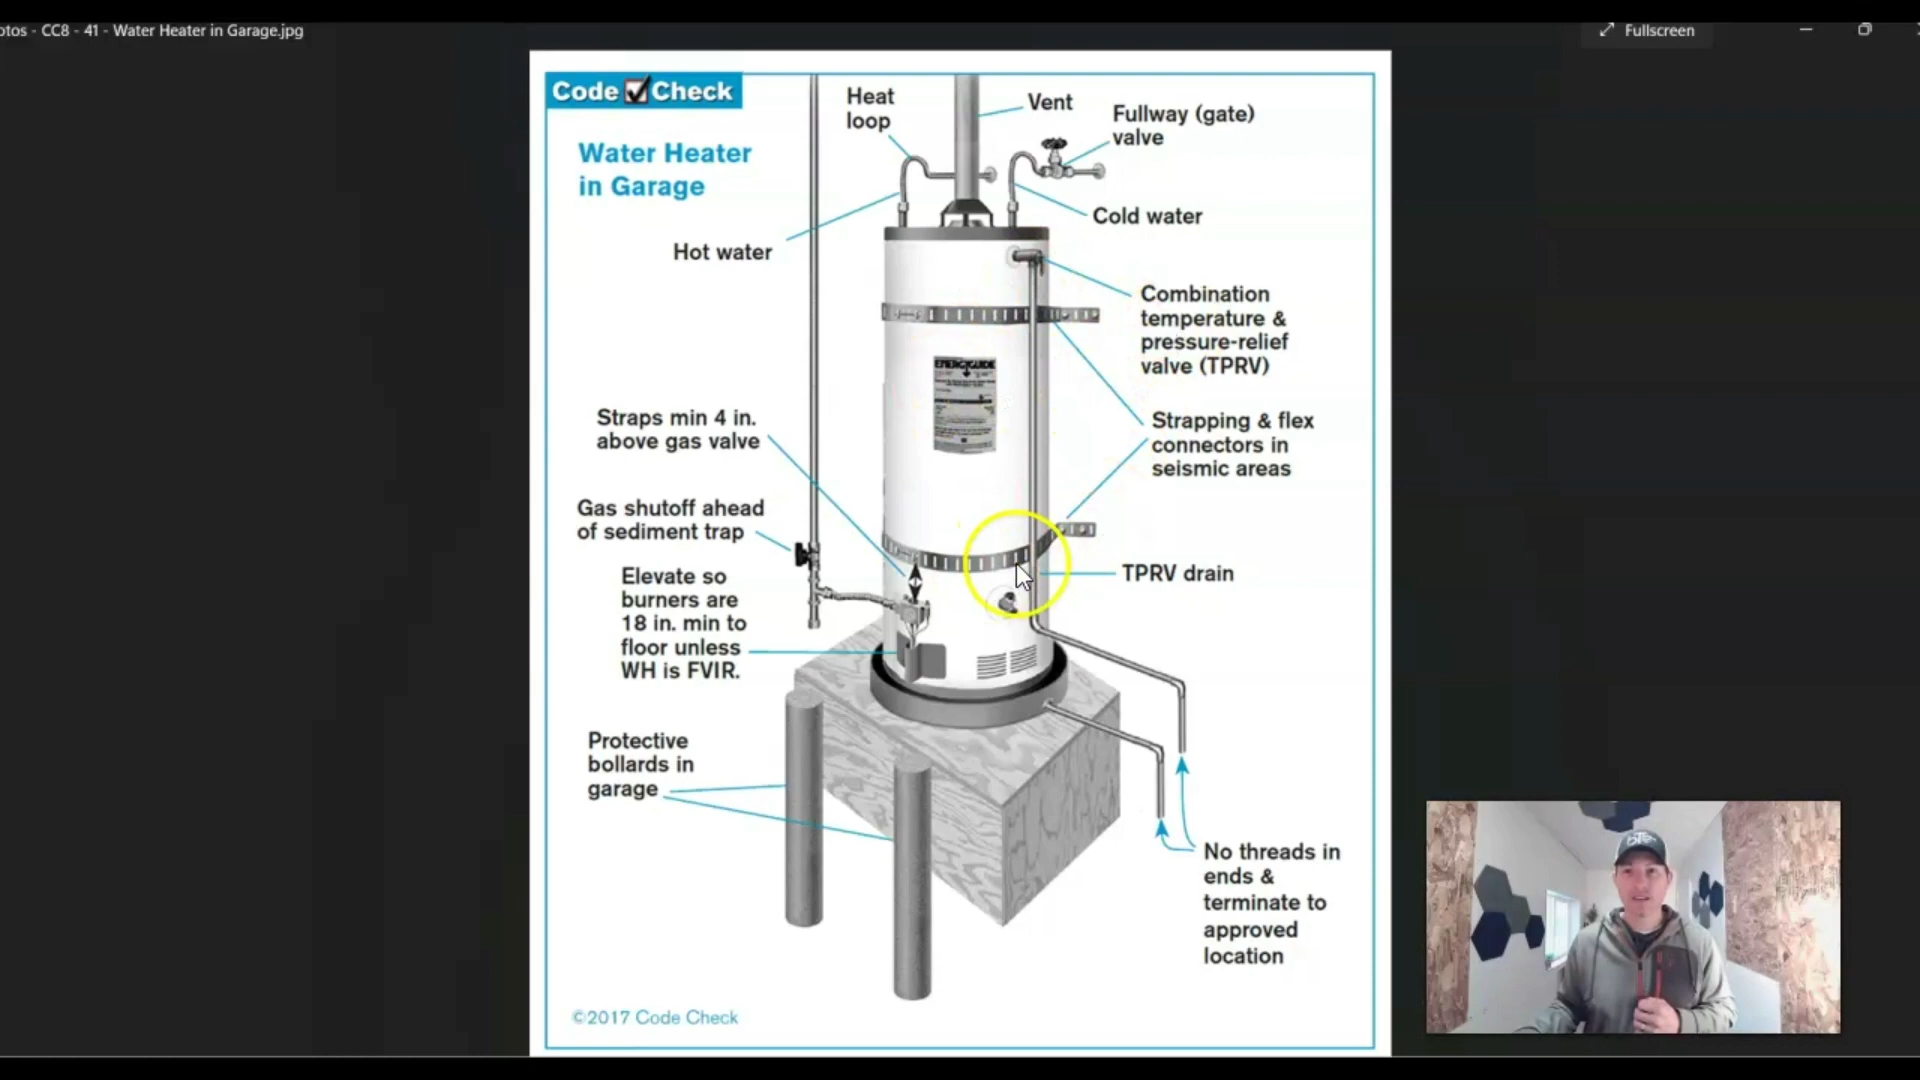 otos - CC8 - 41 - Water Heater in Garage.jpg
Fullscreen
Code Check
Water Heater
in Garage
Heat
loop
Vent
Fullway (gate)
valve
Cold water
Hot water
Combination
temperature &
pressure-relief
valve (TPRV)
ENERGYGUIDE
Straps min 4 in.
above gas valve
Strapping & flex
connectors in
seismic areas
Gas shutoff ahead
of sediment trap
TPRV drain
Elevate so
burners are
18 in. min to
floor unless
WH is FVIR.
Protective
bollards in
garage
No threads in
ends &
terminate to
approved
location
©2017 Code Check